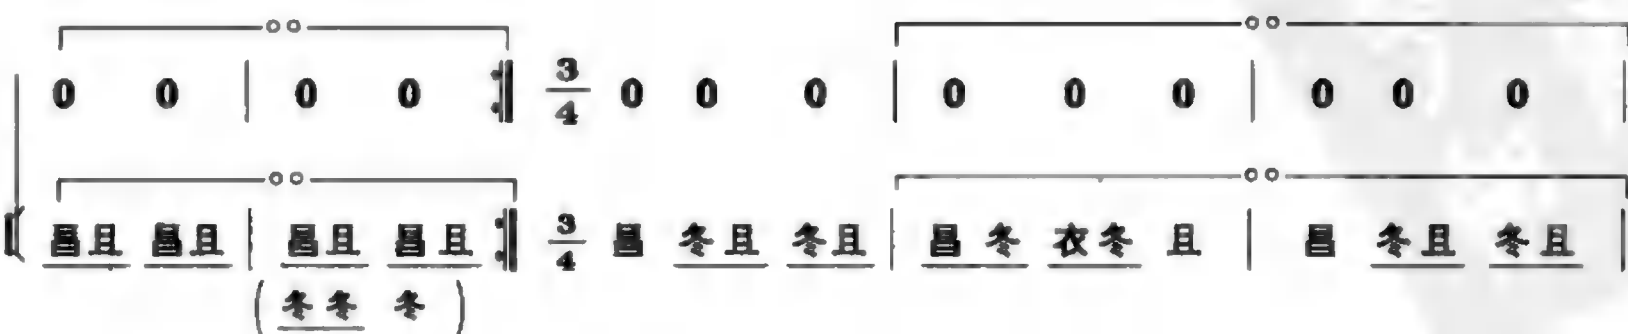 0 0 | 0 0 :‖ 3/4 0 0 0 | 0 0 0 | 0 0 0 |
昌且 昌且 | 昌且 昌且 :‖ 3/4 昌 冬且 冬且 | 昌冬 衣冬 且 | 昌 冬且 冬且 |
(冬冬 冬)